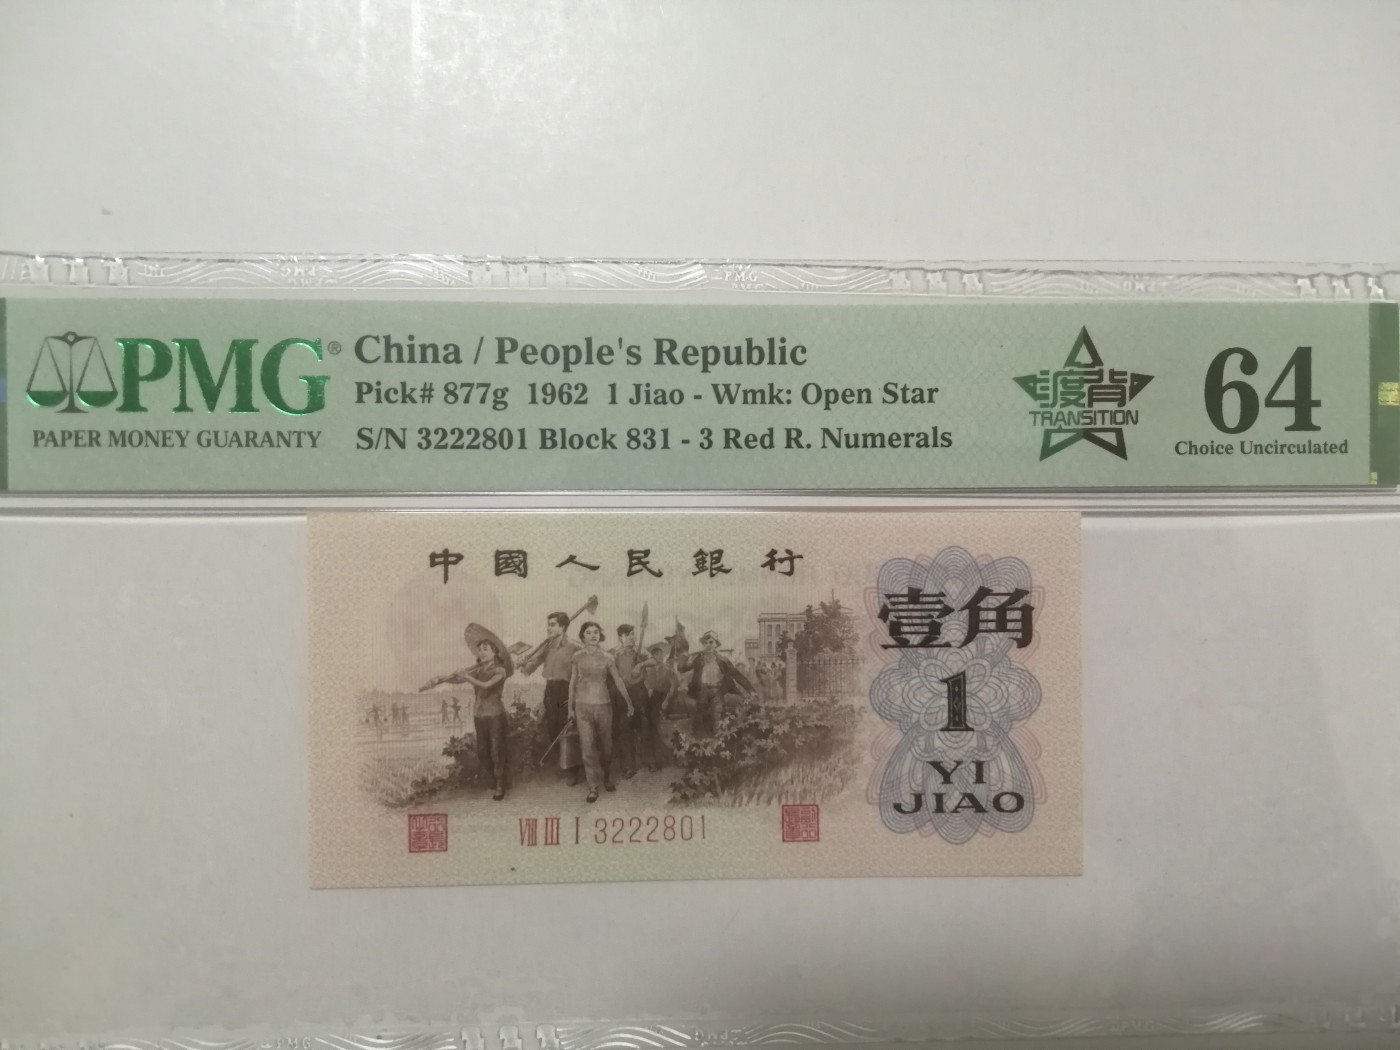 PMG®
PAPER MONEY GUARANTY
China / People's Republic
Pick# 877g 1962 1 Jiao - Wmk: Open Star
S/N 3222801 Block 831 - 3 Red R. Numerals
渡背
TRANSITION
64
Choice Uncirculated
中國人民銀行
壹角
1
YI
JIAO
VIII III I 3222801